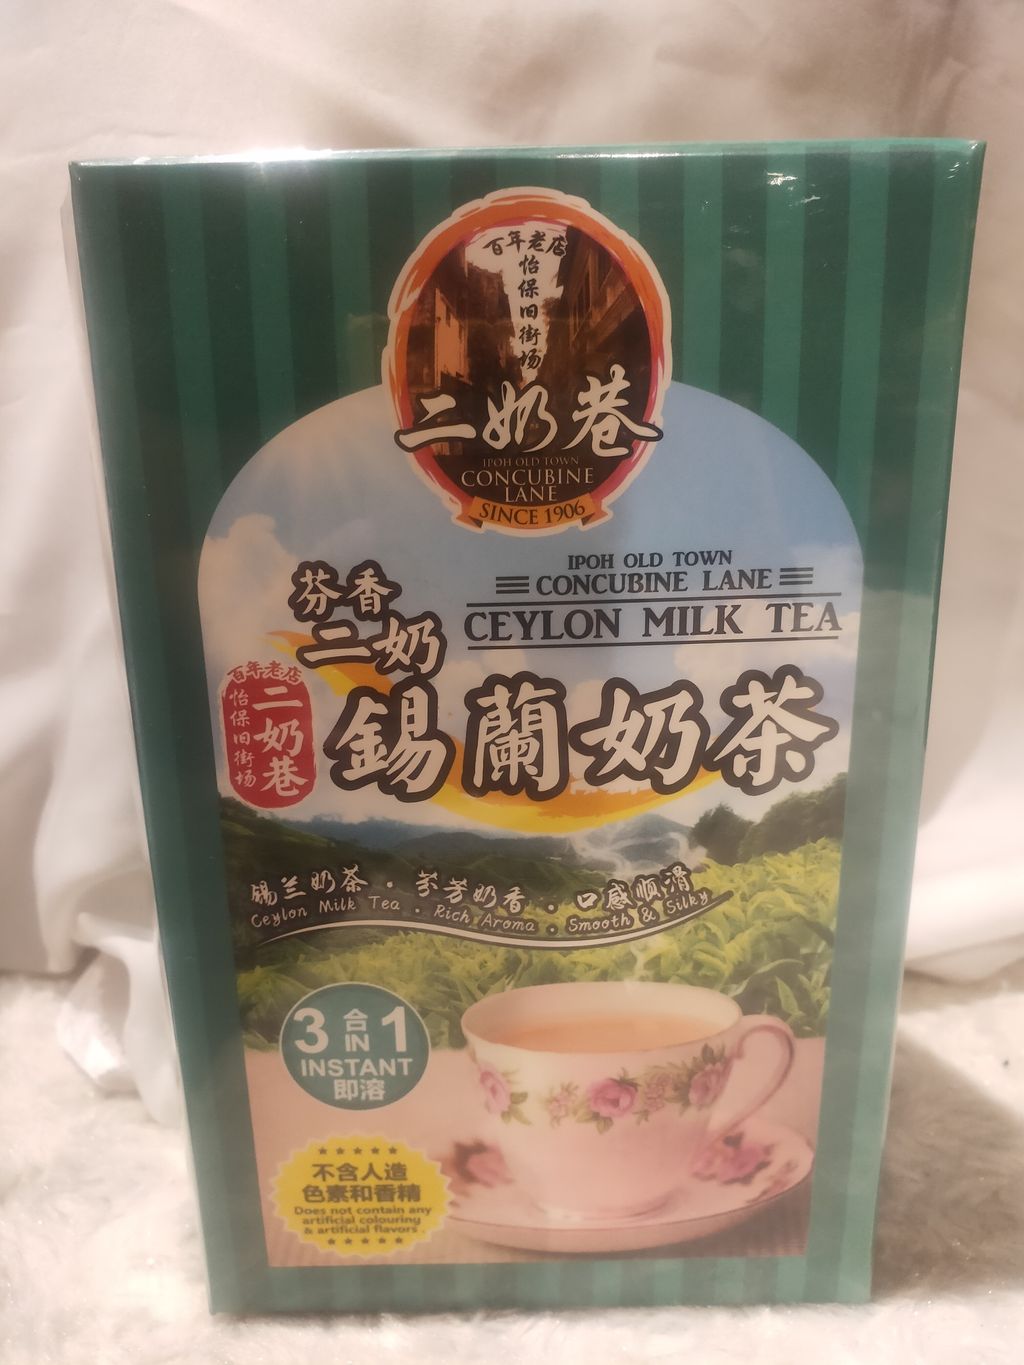 百年老店
怡保旧街场
二奶巷
IPOH OLD TOWN
CONCUBINE
LANE
SINCE 1906
IPOH OLD TOWN
CONCUBINE LANE
CEYLON MILK TEA
芬香
二奶
錫蘭奶茶
百年老店
怡保旧街场
二奶巷
锡兰奶茶 · 芬芳奶香 · 口感顺滑
Ceylon Milk Tea . Rich Aroma . Smooth & Silky
3合1
IN
INSTANT
即溶
不含人造
色素和香精
Does not contain any
artificial colouring
& artificial flavors